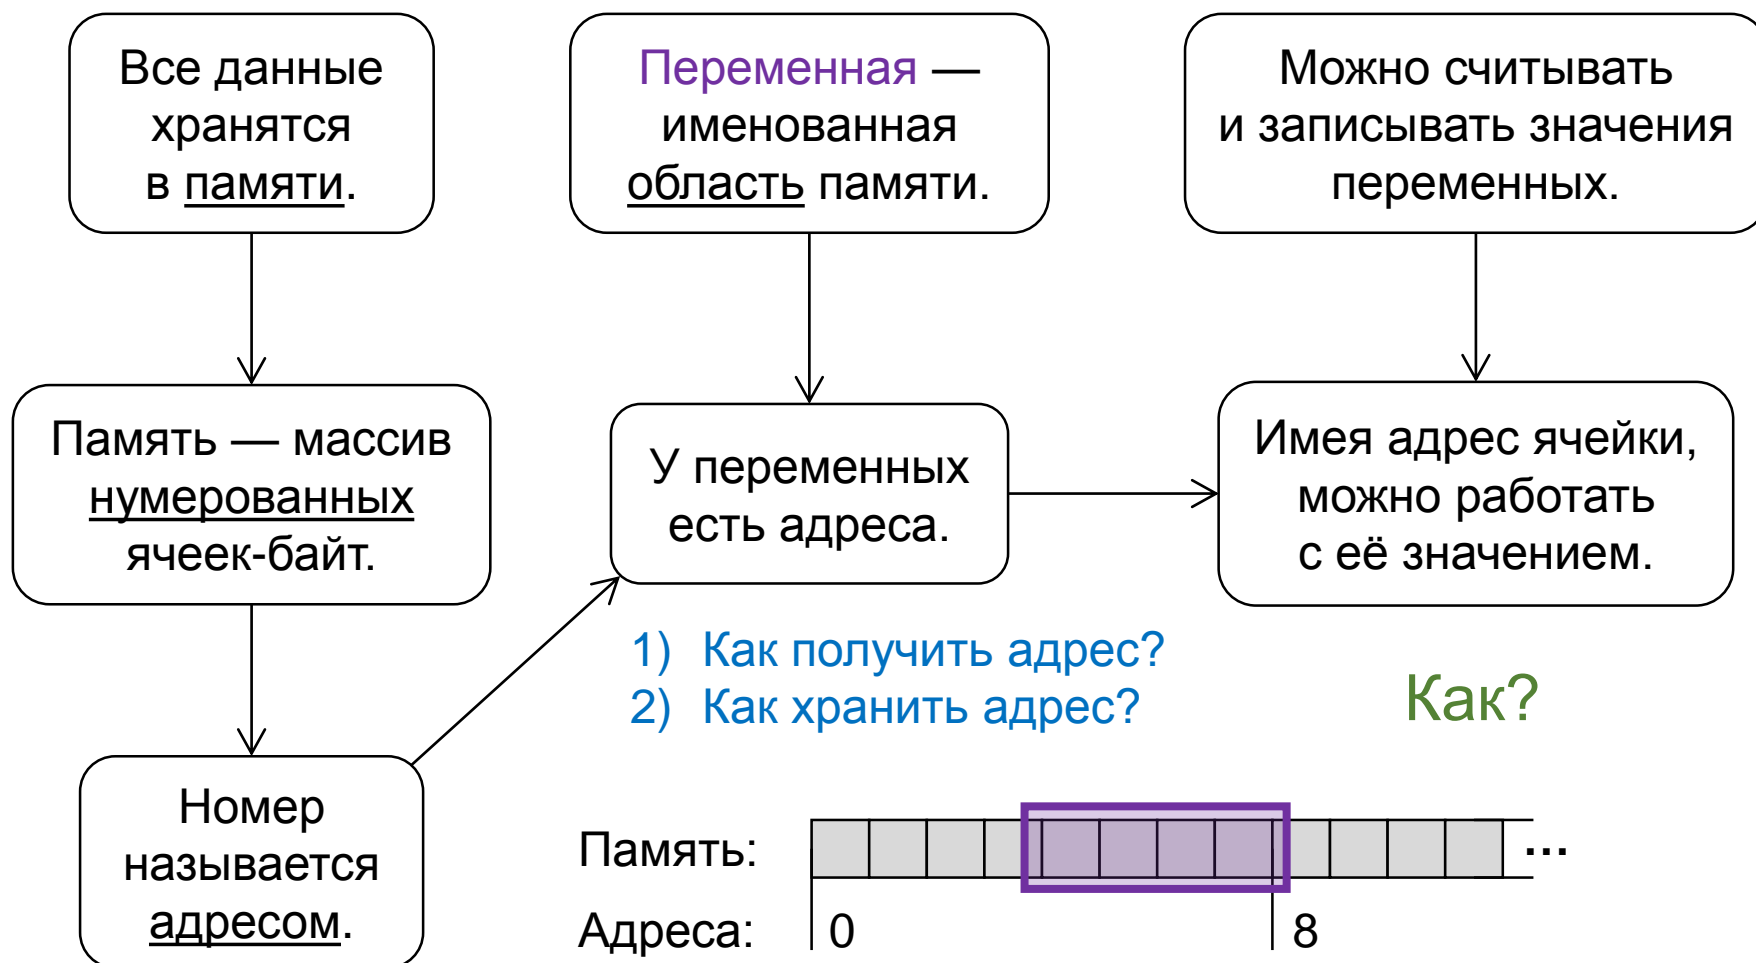 Все данные
хранятся
в памяти.
Переменная —
именованная
область памяти.
Можно считывать
и записывать значения
переменных.
Память — массив
нумерованных
ячеек-байт.
У переменных
есть адреса.
Имея адрес ячейки,
можно работать
с её значением.
1) Как получить адрес?
2) Как хранить адрес?
Как?
Номер
называется
адресом.
Память:
...
Адреса: 0 8